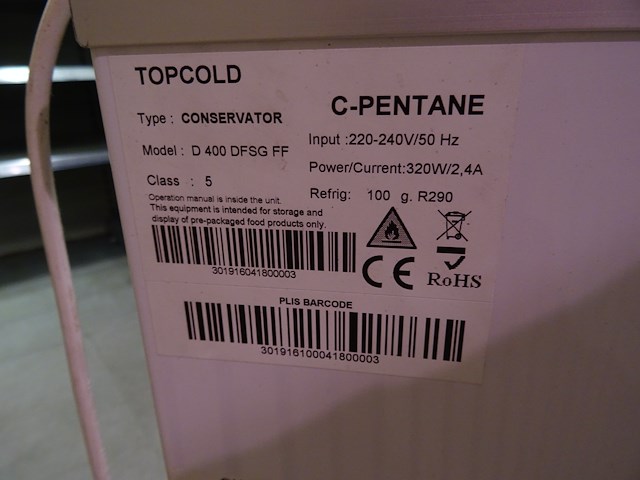 TOPCOLD
C-PENTANE
Type : CONSERVATOR
Input :220-240V/50 Hz
Model : D 400 DFSG FF
Power/Current:320W/2,4A
Class : 5
Refrig: 100 g. R290
Operation manual is inside the unit.
This equipment is intended for storage and
display of pre-packaged food products only.
301916041800003
CE
RoHS
PLIS BARCODE
301916100041800003